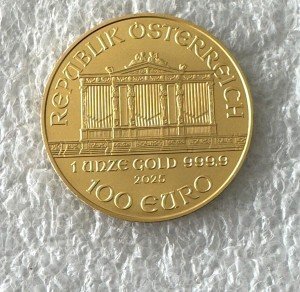 REPUBLIK ÖSTERREICH
1 UNZE GOLD 999.9
2025
100 EURO